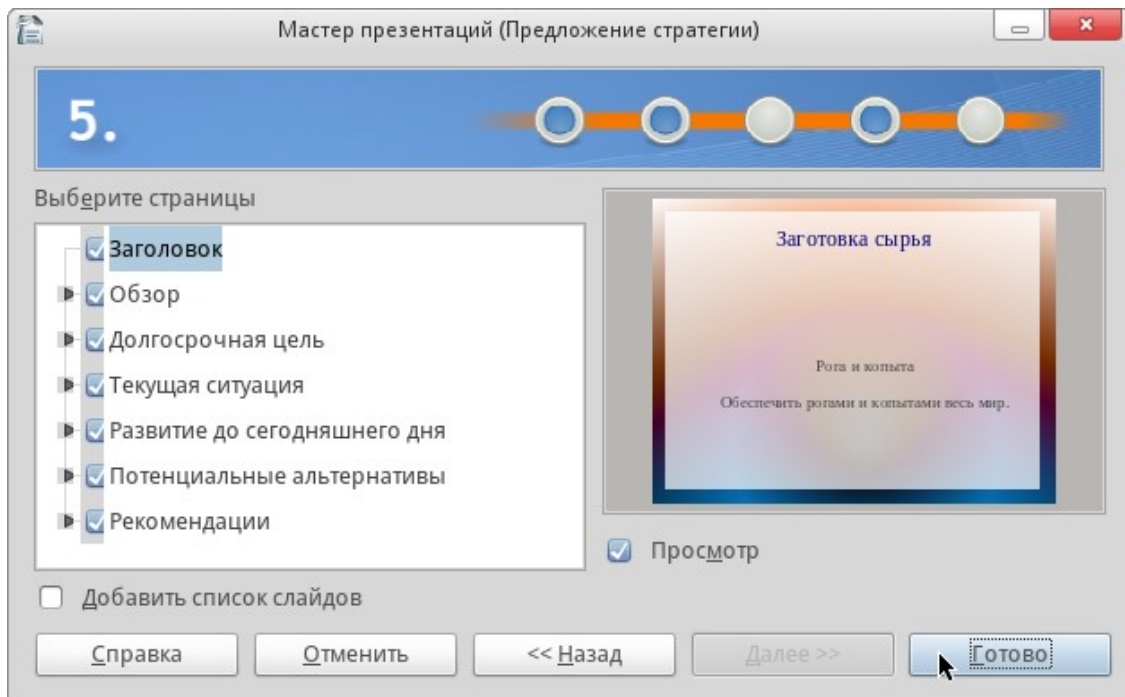 Мастер презентаций (Предложение стратегии)
5.
Выберите страницы
Заголовок
Обзор
Долгосрочная цель
Текущая ситуация
Развитие до сегодняшнего дня
Потенциальные альтернативы
Рекомендации
Заготовка сырья
Рога и копыта
Обеспечить рогами и копытами весь мир.
Просмотр
Добавить список слайдов
Справка
Отменить
<< Назад
Далее >>
Готово